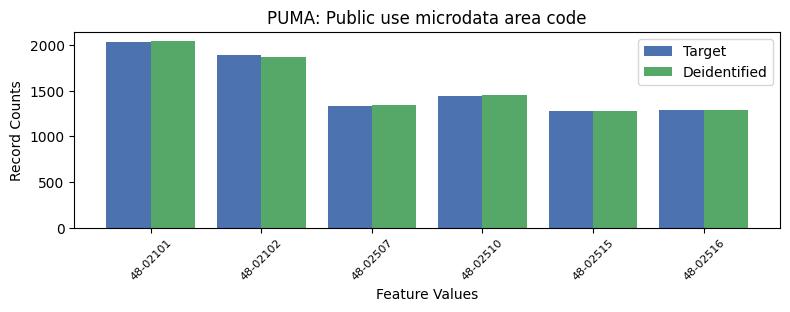 PUMA: Public use microdata area code
Target
Deidentified
Record Counts
2000
1500
1000
500
0
48-02101
48-02102
48-02507
48-02510
48-02515
48-02516
Feature Values